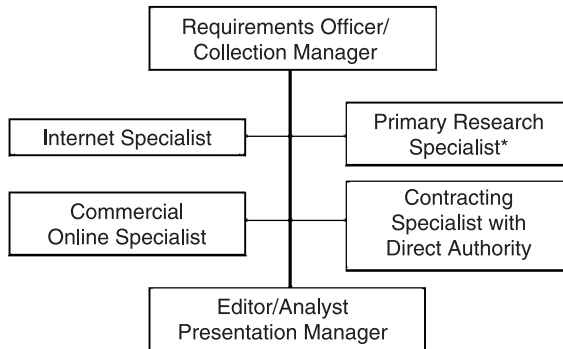 Requirements Officer/
Collection Manager
Internet Specialist
Primary Research
Specialist*
Commercial
Online Specialist
Contracting
Specialist with
Direct Authority
Editor/Analyst
Presentation Manager